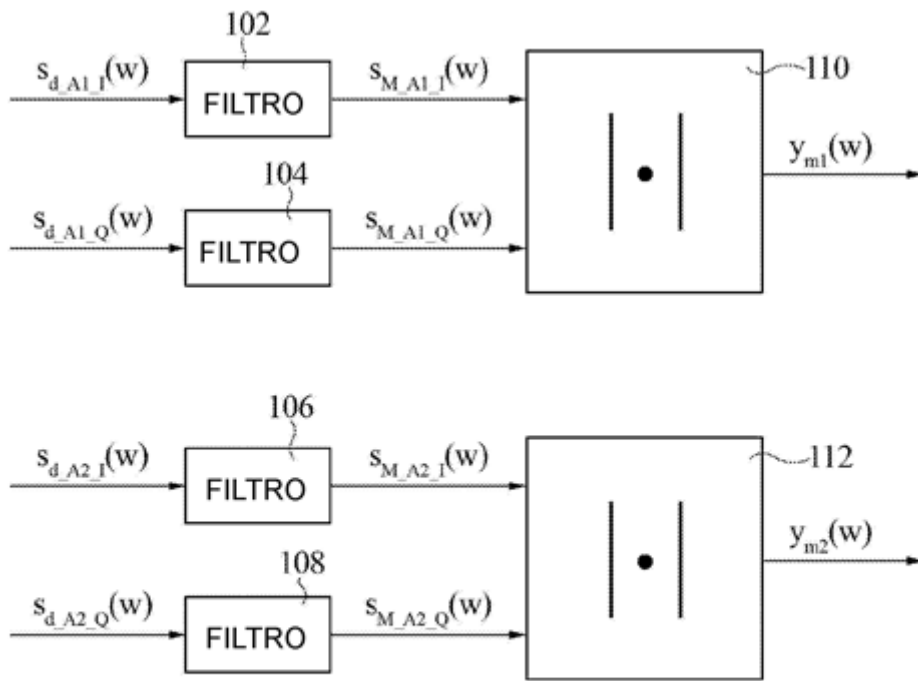 102
s_d_A1_I(w)
FILTRO
s_M_A1_I(w)
110
y_m1(w)
104
s_d_A1_Q(w)
FILTRO
s_M_A1_Q(w)
106
s_d_A2_I(w)
FILTRO
s_M_A2_I(w)
112
y_m2(w)
108
s_d_A2_Q(w)
FILTRO
s_M_A2_Q(w)